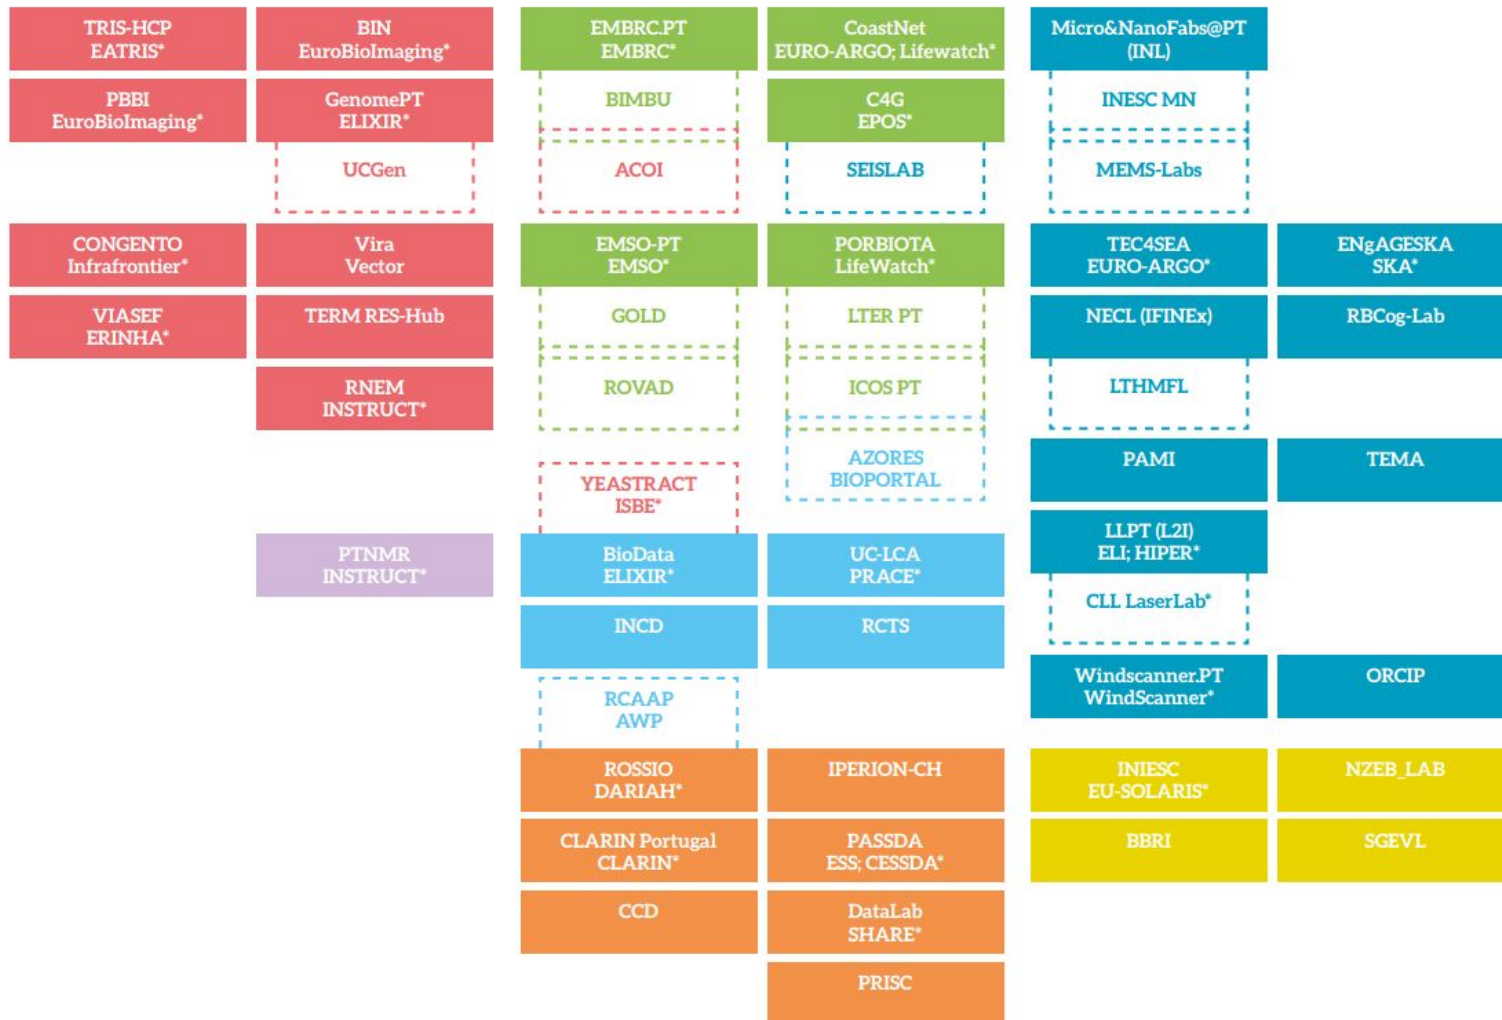 TRIS-HCP
EATRIS*
BIN
EuroBioImaging*
PBBI
EuroBioImaging*
GenomePT
ELIXIR*
UCGen
CONGENTO
Infrafrontier*
Vira
Vector
VIASEF
ERINHA*
TERM RES-Hub
RNEM
INSTRUCT*
PTNMR
INSTRUCT*
EMBRC.PT
EMBRC*
CoastNet
EURO-ARGO; Lifewatch*
BIMBU
C4G
EPOS*
ACOI
SEISLAB
EMSO-PT
EMSO*
PORBIOTA
LifeWatch*
GOLD
LTER PT
ROVAD
ICOS PT
AZORES
BIOPORTAL
YEASTRACT
ISBE*
BioData
ELIXIR*
UC-LCA
PRACE*
INCD
RCTS
RCAAP
AWP
ROSSIO
DARIAH*
IPERION-CH
CLARIN Portugal
CLARIN*
PASSDA
ESS; CESSDA*
CCD
DataLab
SHARE*
PRISC
Micro&NanoFabs@PT
(INL)
INESC MN
MEMS-Labs
TEC4SEA
EURO-ARGO*
ENgAGESKA
SKA*
NECL (IFINEx)
RBCog-Lab
LTHMFL
PAMI
TEMA
LLPT (L2I)
ELI; HIPER*
CLL LaserLab*
Windscanner.PT
WindScanner*
ORCIP
INIESC
EU-SOLARIS*
NZEB_LAB
BBRI
SGEVL